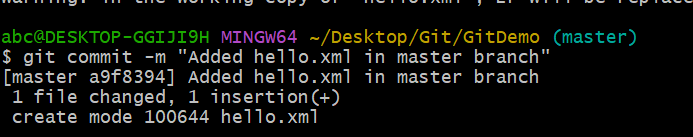 warning: in the working copy of 'hello.xml', LF will be replace
abc@DESKTOP-GGIJI9H MINGW64 ~/Desktop/Git/GitDemo (master)
$ git commit -m "Added hello.xml in master branch"
[master a9f8394] Added hello.xml in master branch
 1 file changed, 1 insertion(+)
 create mode 100644 hello.xml